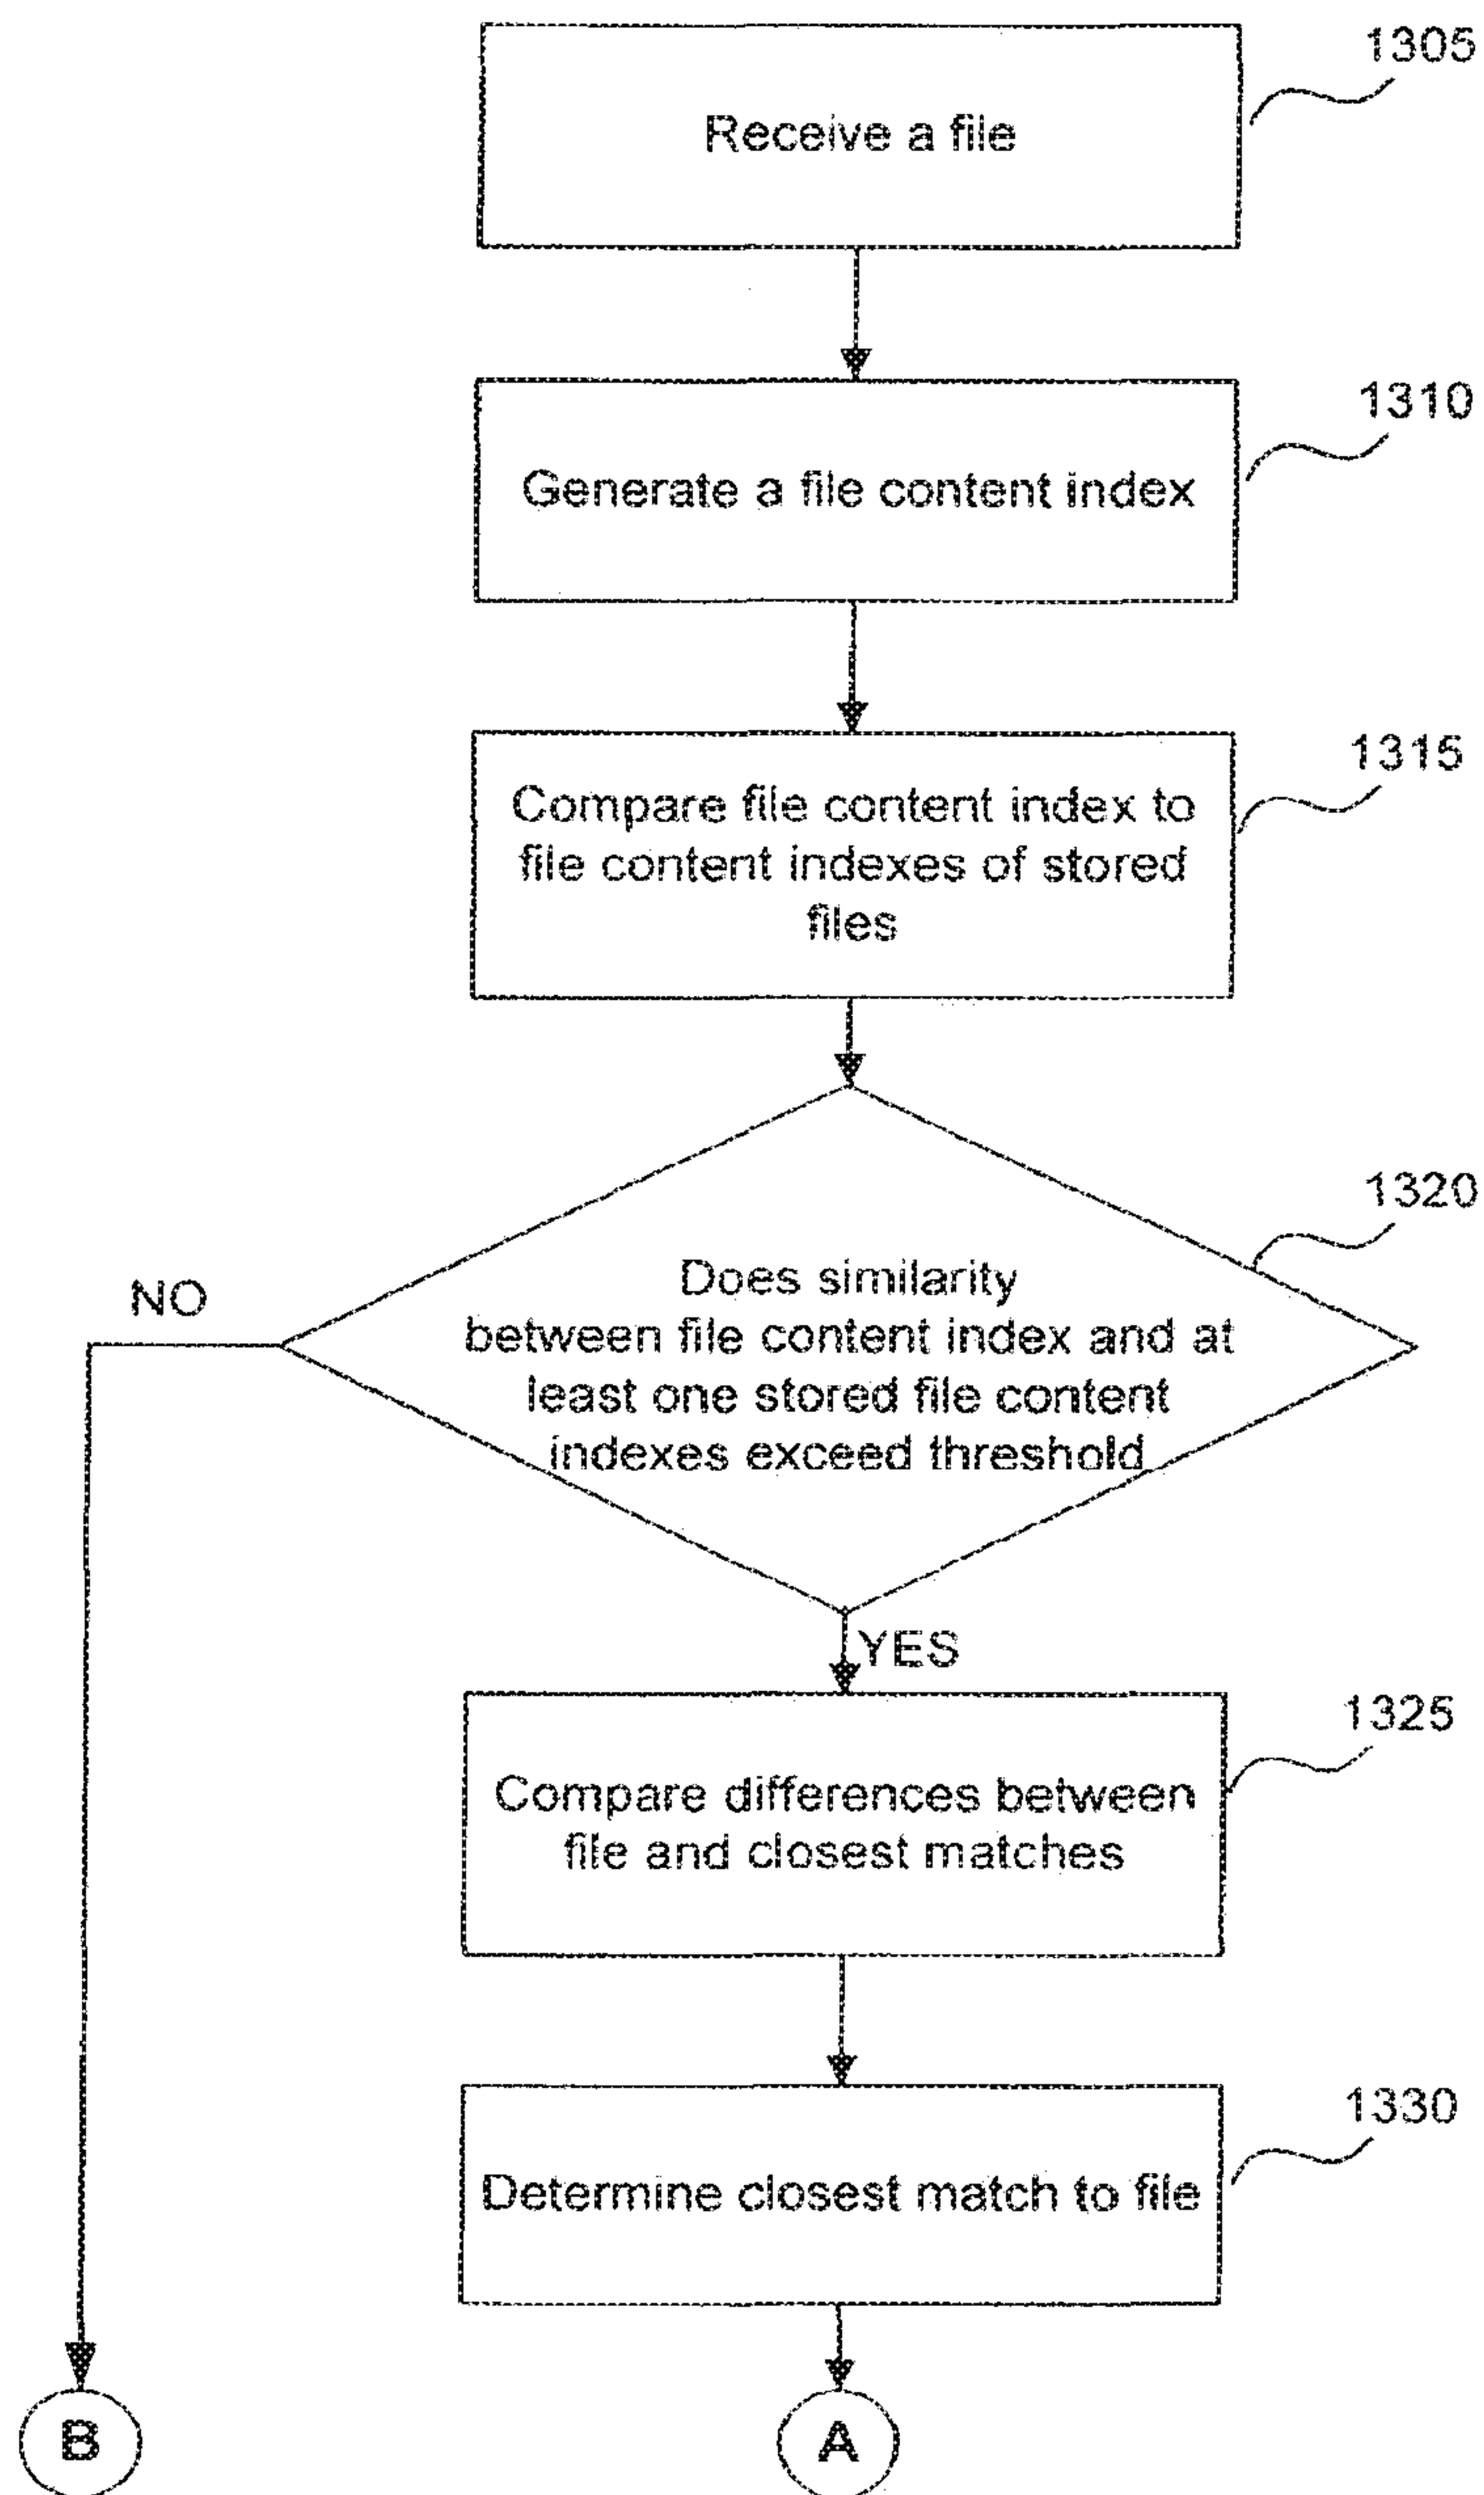 1305
Receive a file
1310
Generate a file content index
1315
Compare file content index to
file content indexes of stored
files
1320
NO
Does similarity
between file content index and at
least one stored file content
indexes exceed threshold
YES
1325
Compare differences between
file and closest matches
1330
Determine closest match to file
B
A